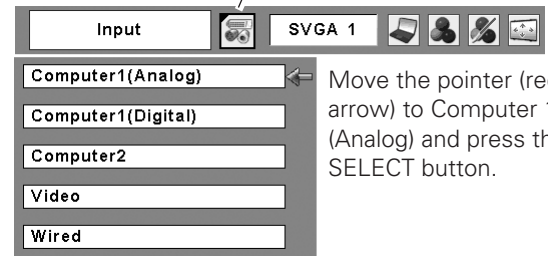 Input SVGA 1
Computer1(Analog)
Computer1(Digital)
Computer2
Video
Wired
Move the pointer
arrow) to Computer
(Analog) and press
SELECT button.